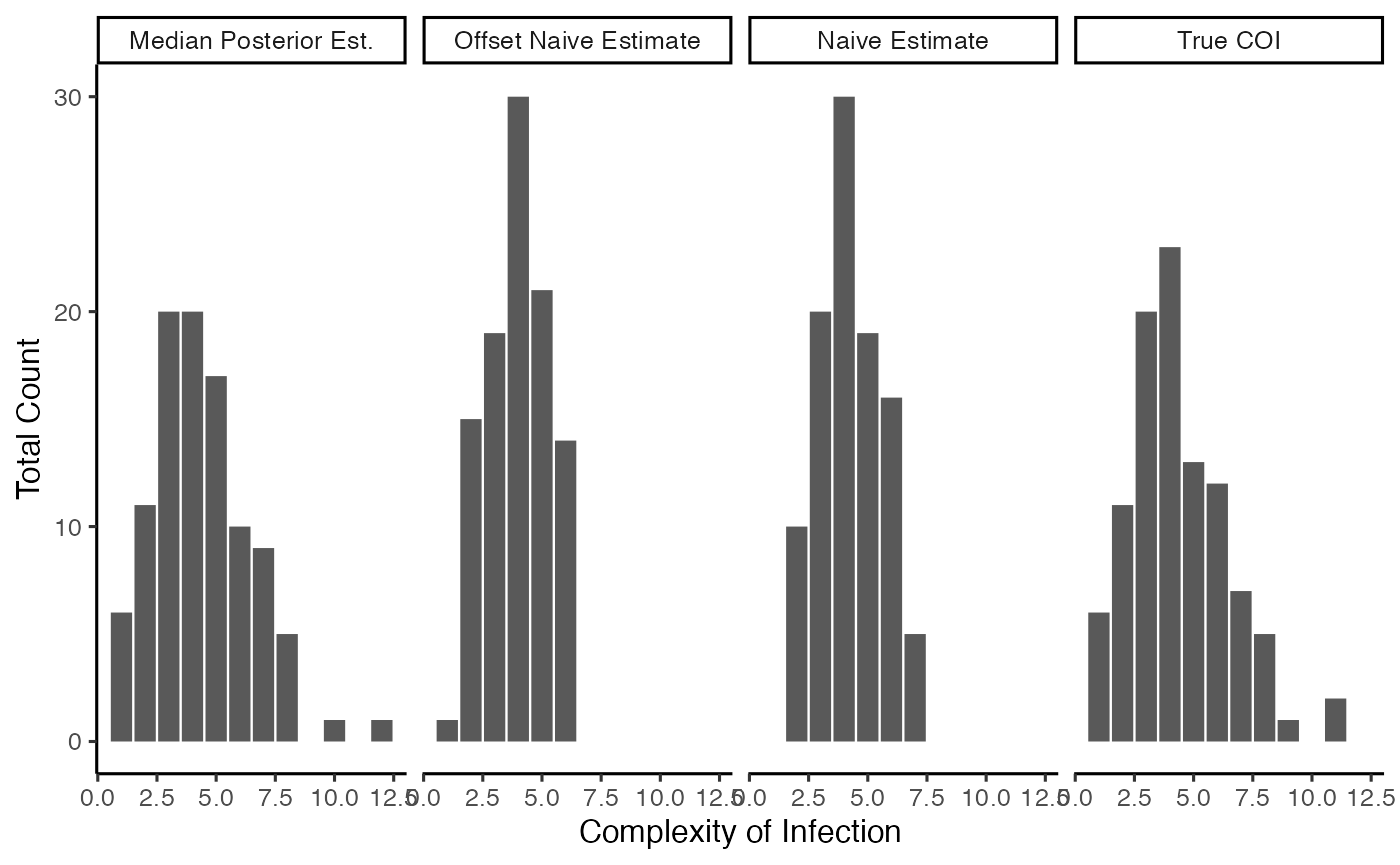 Median Posterior Est.
Offset Naive Estimate
Naive Estimate
True COI
30
20
10
0
Total Count
0.0 2.5 5.0 7.5 10.0 12.5
0.0 2.5 5.0 7.5 10.0 12.5
0.0 2.5 5.0 7.5 10.0 12.5
0.0 2.5 5.0 7.5 10.0 12.5
Complexity of Infection